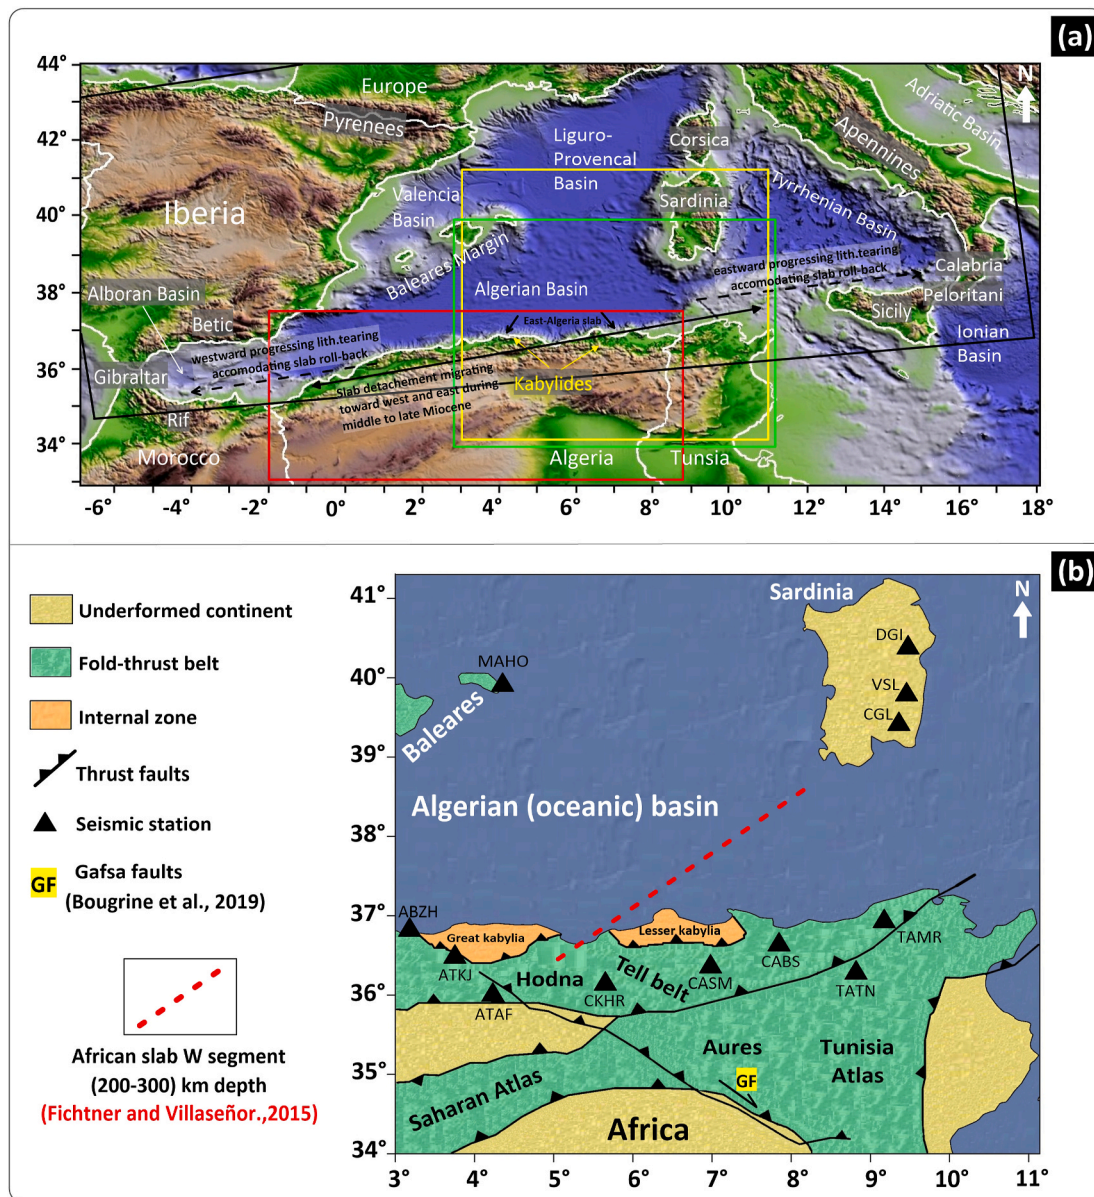 (a)
44°
42°
40°
38°
36°
34°
N
Europe
Pyrenees
Liguro-
Provencal
Basin
Corsica
Apennines
Adriatic Basin
Iberia
Valencia
Basin
Sardinia
Tyrrhenian Basin
Baleares Margin
eastward progressing lith.tearing
accomodating slab roll-back
Calabria
Alboran Basin
Algerian Basin
Peloritani
Betic
East-Algeria slab
Sicily
Ionian
Basin
westward progressing lith.tearing
accomodating slab roll-back
Gibraltar
Slab detachement migrating
toward west and east during
middle to late Miocene
Kabylides
Rif
Morocco
Algeria
Tunsia
-6° -4° -2° 0° 2° 4° 6° 8° 10° 12° 14° 16° 18°
(b)
Underformed continent
Fold-thrust belt
Internal zone
Thrust faults
Seismic station
GF
Gafsa faults
(Bougrine et al., 2019)
African slab W segment
(200-300) km depth
(Fichtner and Villaseñor.,2015)
41°
40°
39°
38°
37°
36°
35°
34°
Sardinia
N
DGI
MAHO
VSL
CGL
Baleares
Algerian (oceanic) basin
ABZH
Great kabylia
Lesser kabylia
TAMR
ATKJ
Hodna
Tell belt
CABS
CASM
TATN
CKHR
ATAF
Aures
Tunisia
Atlas
GF
Saharan Atlas
Africa
3° 4° 5° 6° 7° 8° 9° 10° 11°